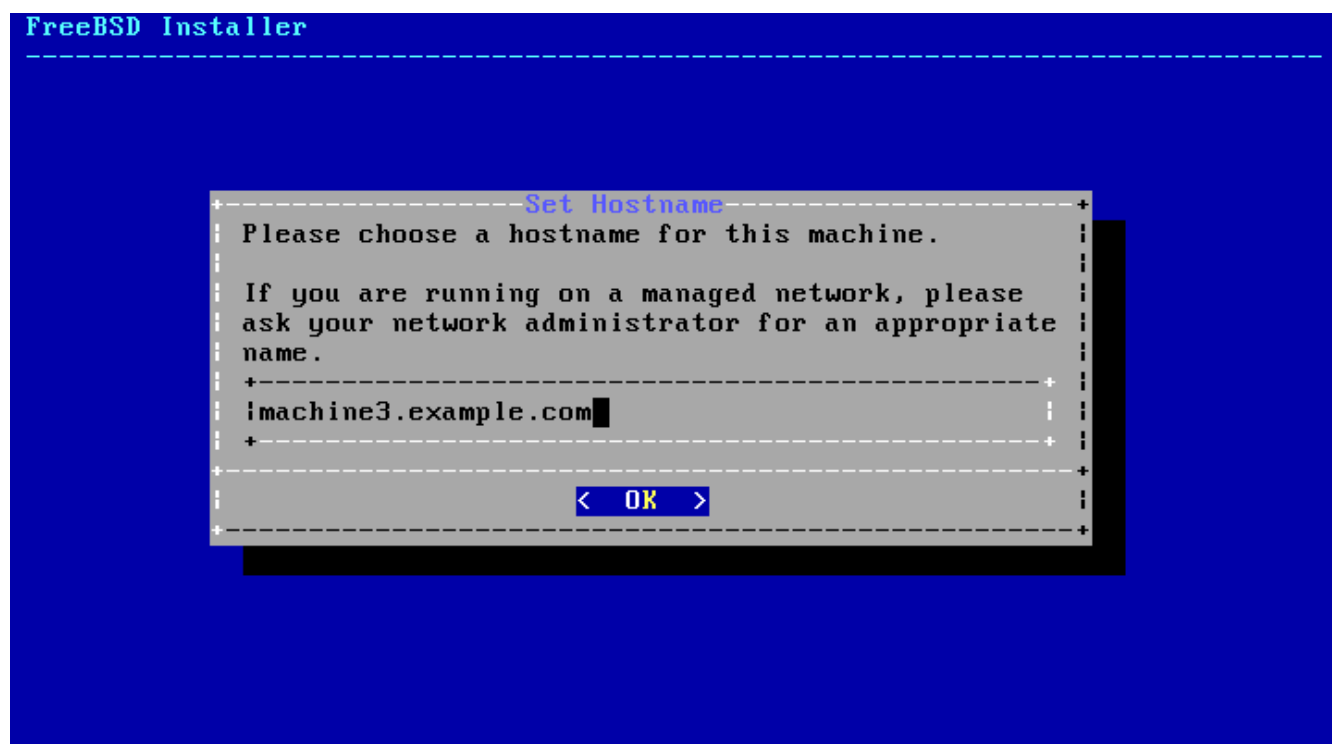 FreeBSD Installer
Set Hostname
Please choose a hostname for this machine.
If you are running on a managed network, please
ask your network administrator for an appropriate
name.
machine3.example.com
< OK >